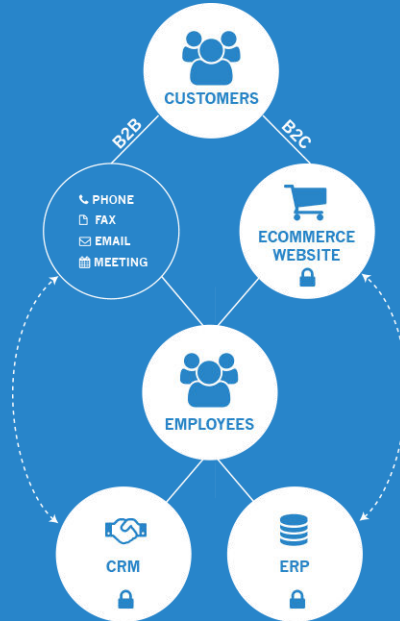 CUSTOMERS
B2B
B2C
PHONE
FAX
EMAIL
MEETING
ECOMMERCE
WEBSITE
EMPLOYEES
CRM
ERP